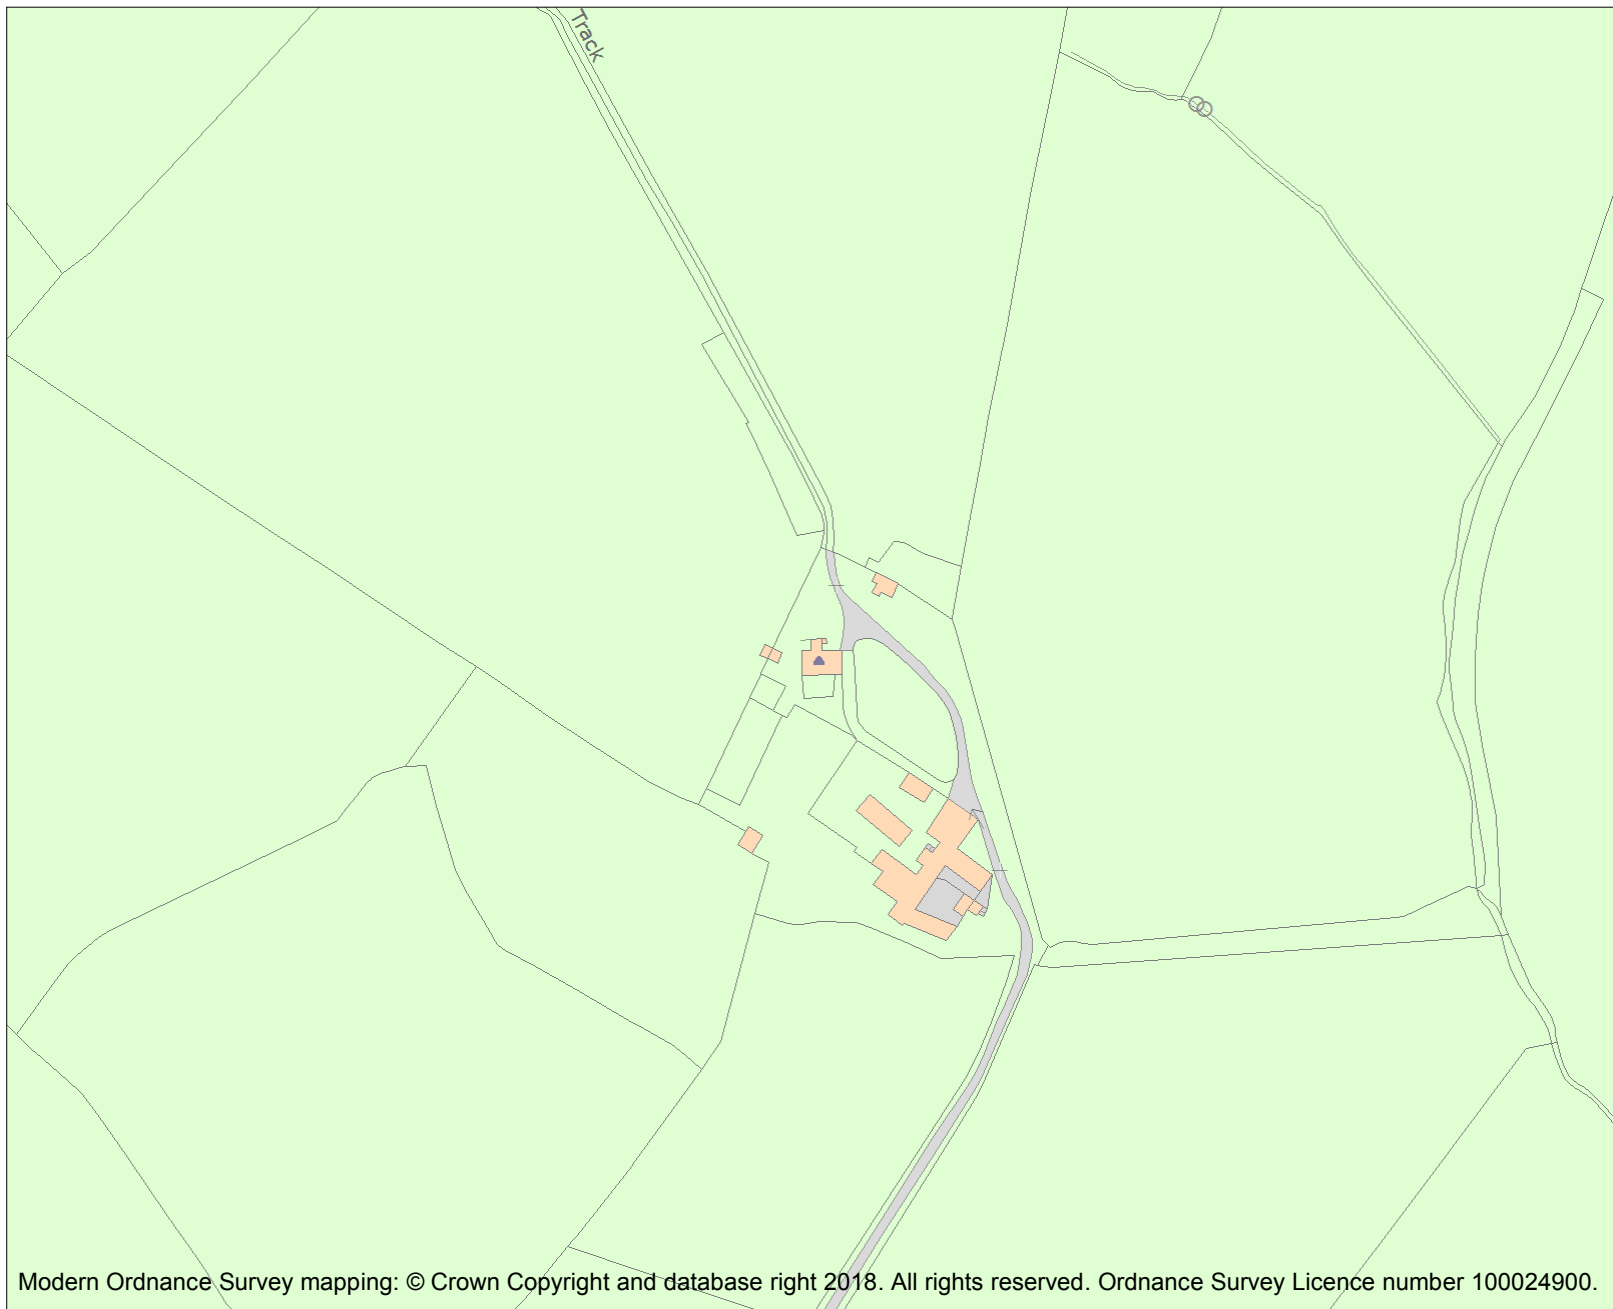 Track
Modern Ordnance Survey mapping: © Crown Copyright and database right 2018. All rights reserved. Ordnance Survey Licence number 100024900.